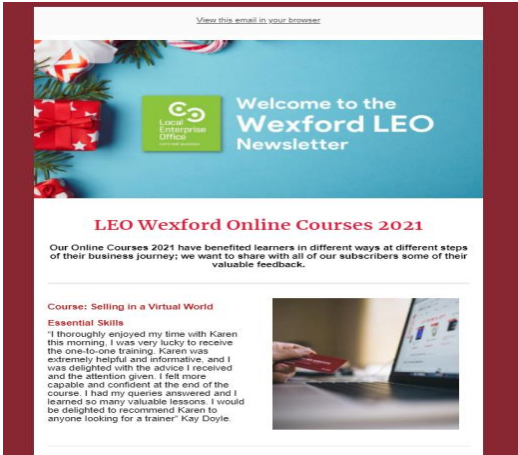 View this email in your browser
Local
Enterprise
Office
Welcome to the
Wexford LEO
Newsletter
LEO Wexford Online Courses 2021
Our Online Courses 2021 have benefited learners in different ways at different steps
of their business journey; we want to share with all of our subscribers some of their
valuable feedback.
Course: Selling in a Virtual World
Essential Skills
"I thoroughly enjoyed my time with Karen
this morning, I was very lucky to receive
the one-to-one training. Karen was
extremely helpful and informative, and I
was delighted with the advice I received
and the attention given. I felt more
capable and confident at the end of the
course. I had my queries answered and I
learned so many valuable lessons. I would
be delighted to recommend Karen to
anyone looking for a trainer" Kay Doyle.